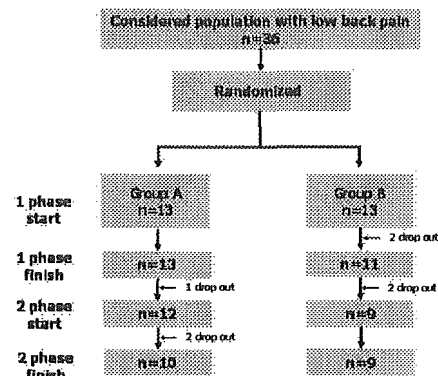 Considered population with low back pain
n=36
Randomized
Group A
n=13
Group B
n=13
1 phase
start
2 drop out
1 phase
finish
n=13
n=11
1 drop out
2 drop out
2 phase
start
n=12
n=9
2 drop out
2 phase
finish
n=10
n=9